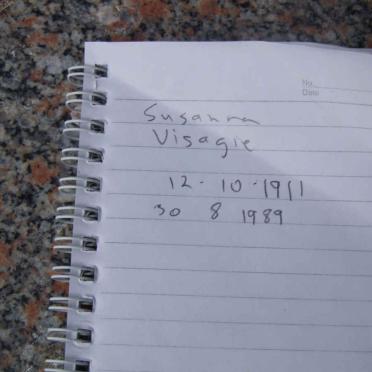 No.
Date
Susanna
Visagie
12-10-1911
30 8 1989